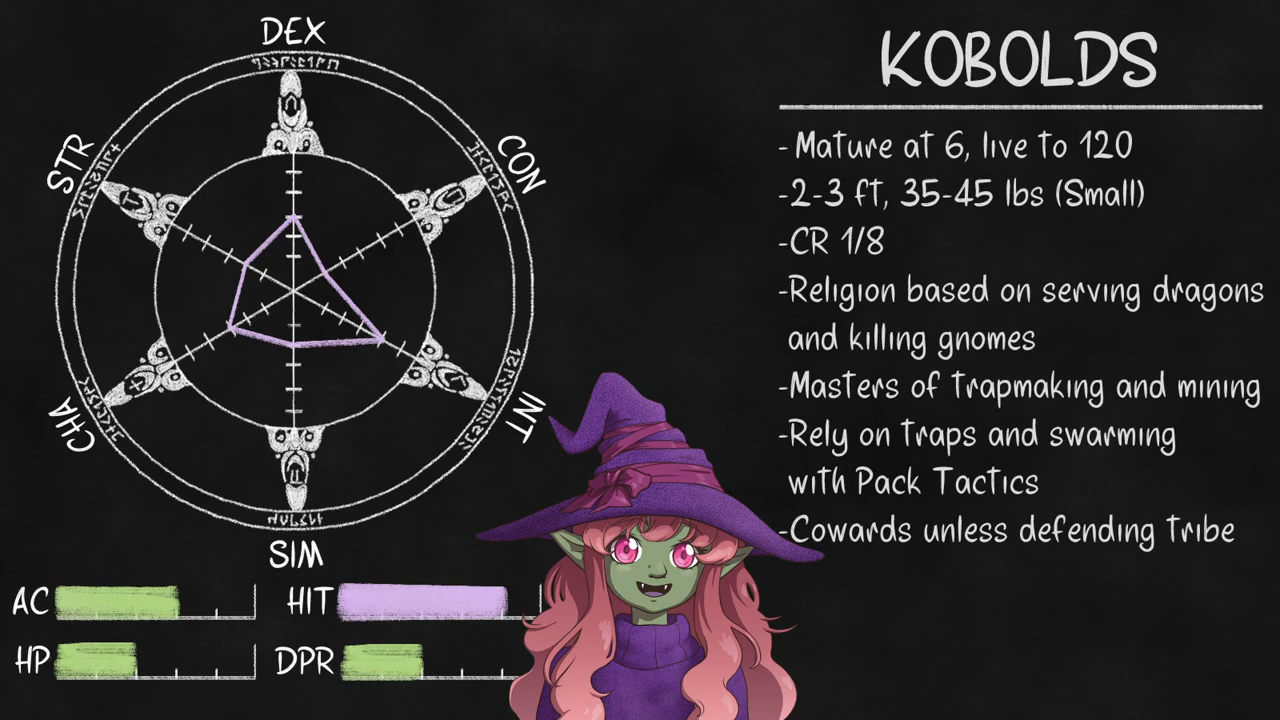 DEX
CON
STR
INT
CHA
SIM
AC
HIT
HP
DPR
KOBOLDS
- Mature at 6, live to 120
-2-3 ft, 35-45 lbs (Small)
-CR 1/8
-Religion based on serving dragons
and killing gnomes
-Masters of trapmaking and mining
-Rely on traps and swarming
with Pack Tactics
-Cowards unless defending tribe